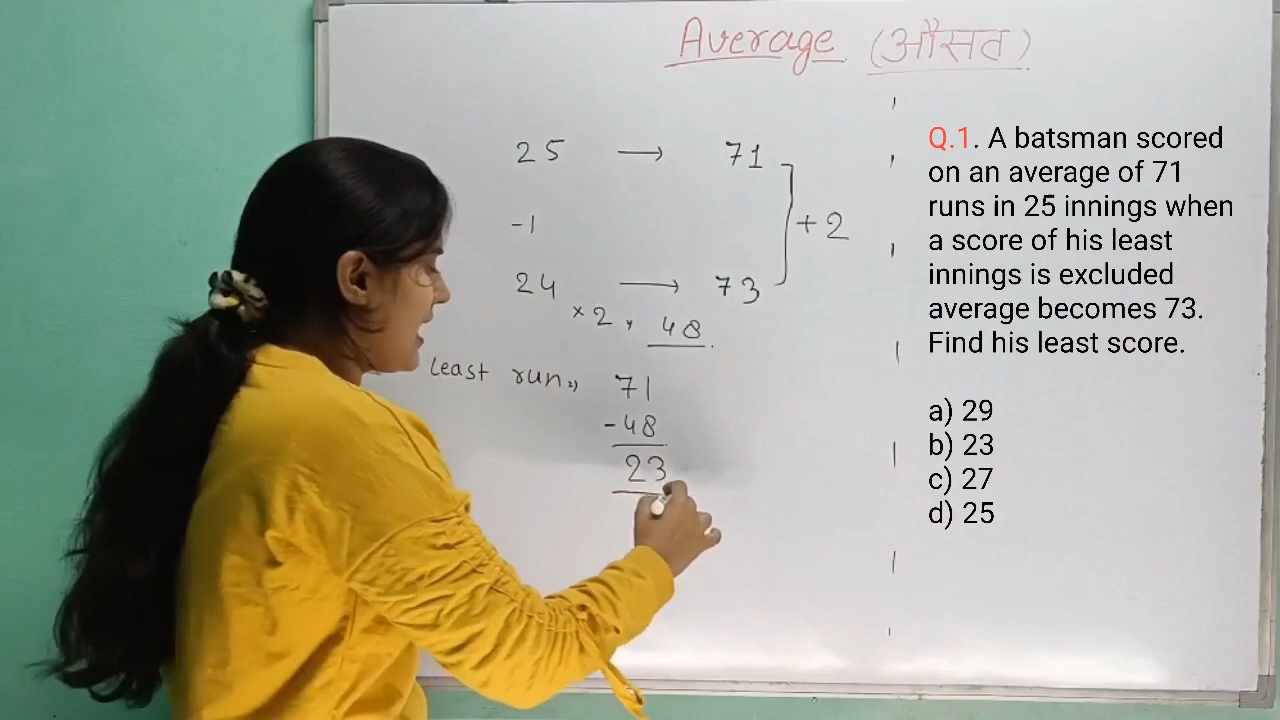 Average (औसत)
25 → 71
-1 +2
24 → 73
×2, 48
Least run 71
-48
23
Q.1. A batsman scored
on an average of 71
runs in 25 innings when
a score of his least
innings is excluded
average becomes 73.
Find his least score.
a) 29
b) 23
c) 27
d) 25